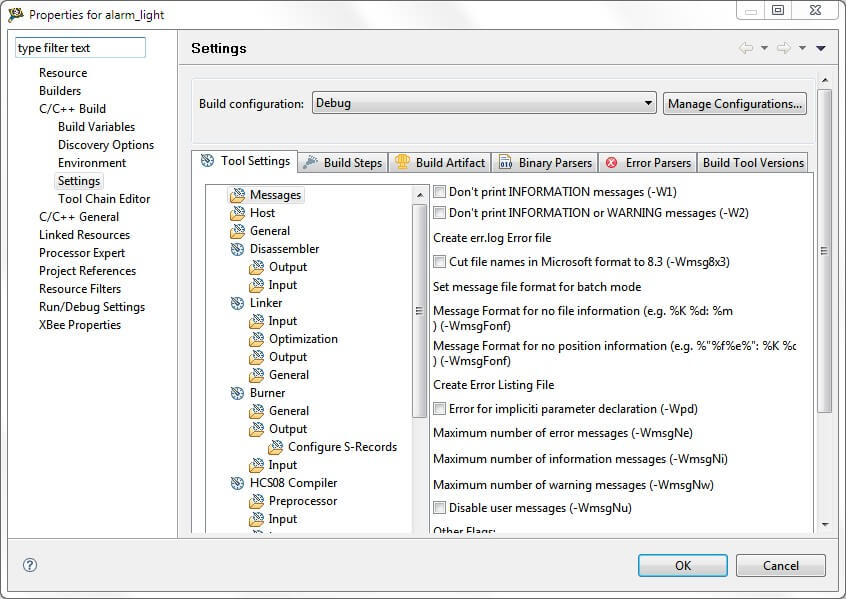 Properties for alarm_light
type filter text
Resource
Builders
C/C++ Build
Build Variables
Discovery Options
Environment
Settings
Tool Chain Editor
C/C++ General
Linked Resources
Processor Expert
Project References
Resource Filters
Run/Debug Settings
XBee Properties
Settings
Build configuration:
Debug
Manage Configurations...
Tool Settings
Build Steps
Build Artifact
Binary Parsers
Error Parsers
Build Tool Versions
Messages
Host
General
Disassembler
Output
Input
Linker
Input
Optimization
Output
General
Burner
General
Output
Configure S-Records
Input
HCS08 Compiler
Preprocessor
Input
Don't print INFORMATION messages (-W1)
Don't print INFORMATION or WARNING messages (-W2)
Create err.log Error file
Cut file names in Microsoft format to 8.3 (-Wmsg8x3)
Set message file format for batch mode
Message Format for no file information (e.g. %K %d: %m
) (-WmsgFonf)
Message Format for no position information (e.g. %"%f%e%": %K %c
) (-WmsgFonf)
Create Error Listing File
Error for impliciti parameter declaration (-Wpd)
Maximum number of error messages (-WmsgNe)
Maximum number of information messages (-WmsgNi)
Maximum number of warning messages (-WmsgNw)
Disable user messages (-WmsgNu)
Other Flags:
?
OK
Cancel